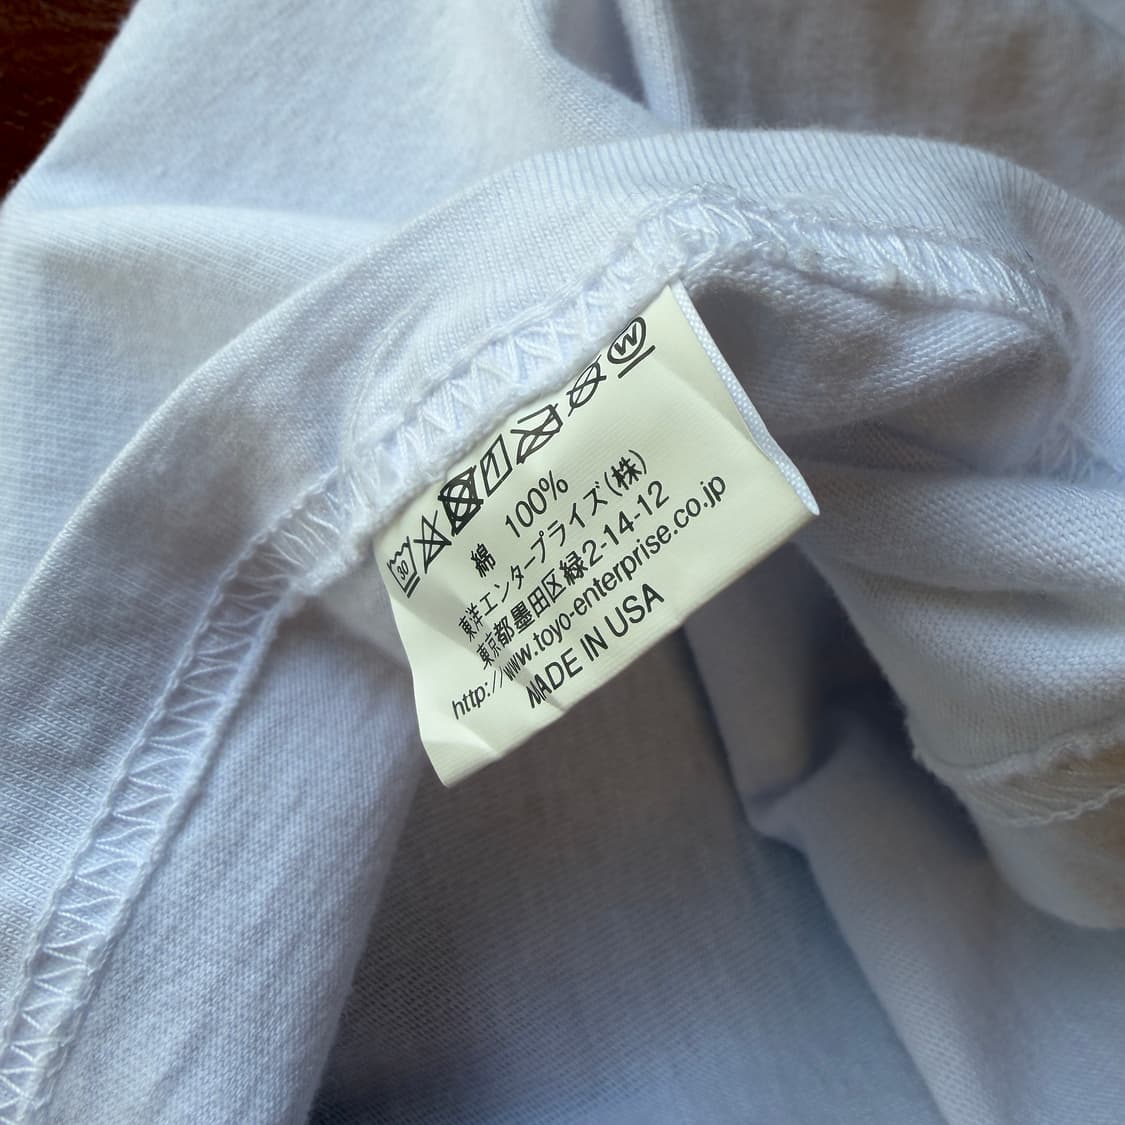 30
W
綿 100%
東洋エンタープライズ(株)
東京都墨田区緑2-14-12
http://www.toyo-enterprise.co.jp
MADE IN USA